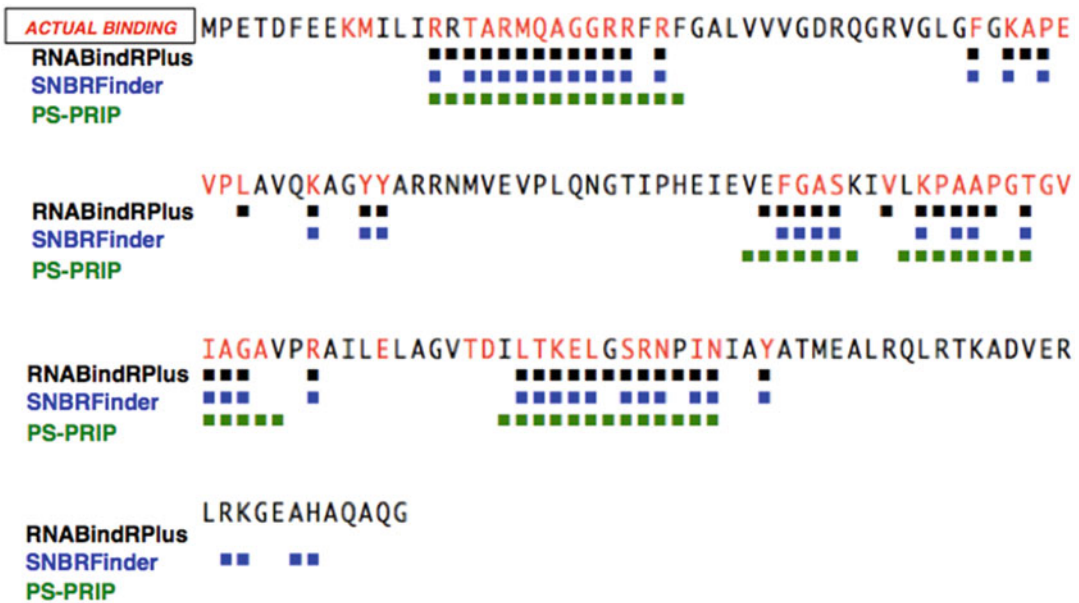 ACTUAL BINDING MPETDFEEKMILIRRTARMQAGGRRFRFGALVVVGDRQGRVGLGFGKAPE
RNABindRPlus
SNBRFinder
PS-PRIP
VPLAVQKAGYYARRNMVEVPLQNGTIPHEIEVEFGASKIVLKPAAPGTGV
RNABindRPlus
SNBRFinder
PS-PRIP
IAGAVPRAILELAGVTDILTKELGSRNPINIAYATMEALRQLRTKADVER
RNABindRPlus
SNBRFinder
PS-PRIP
LRKGEAHAQAQG
RNABindRPlus
SNBRFinder
PS-PRIP